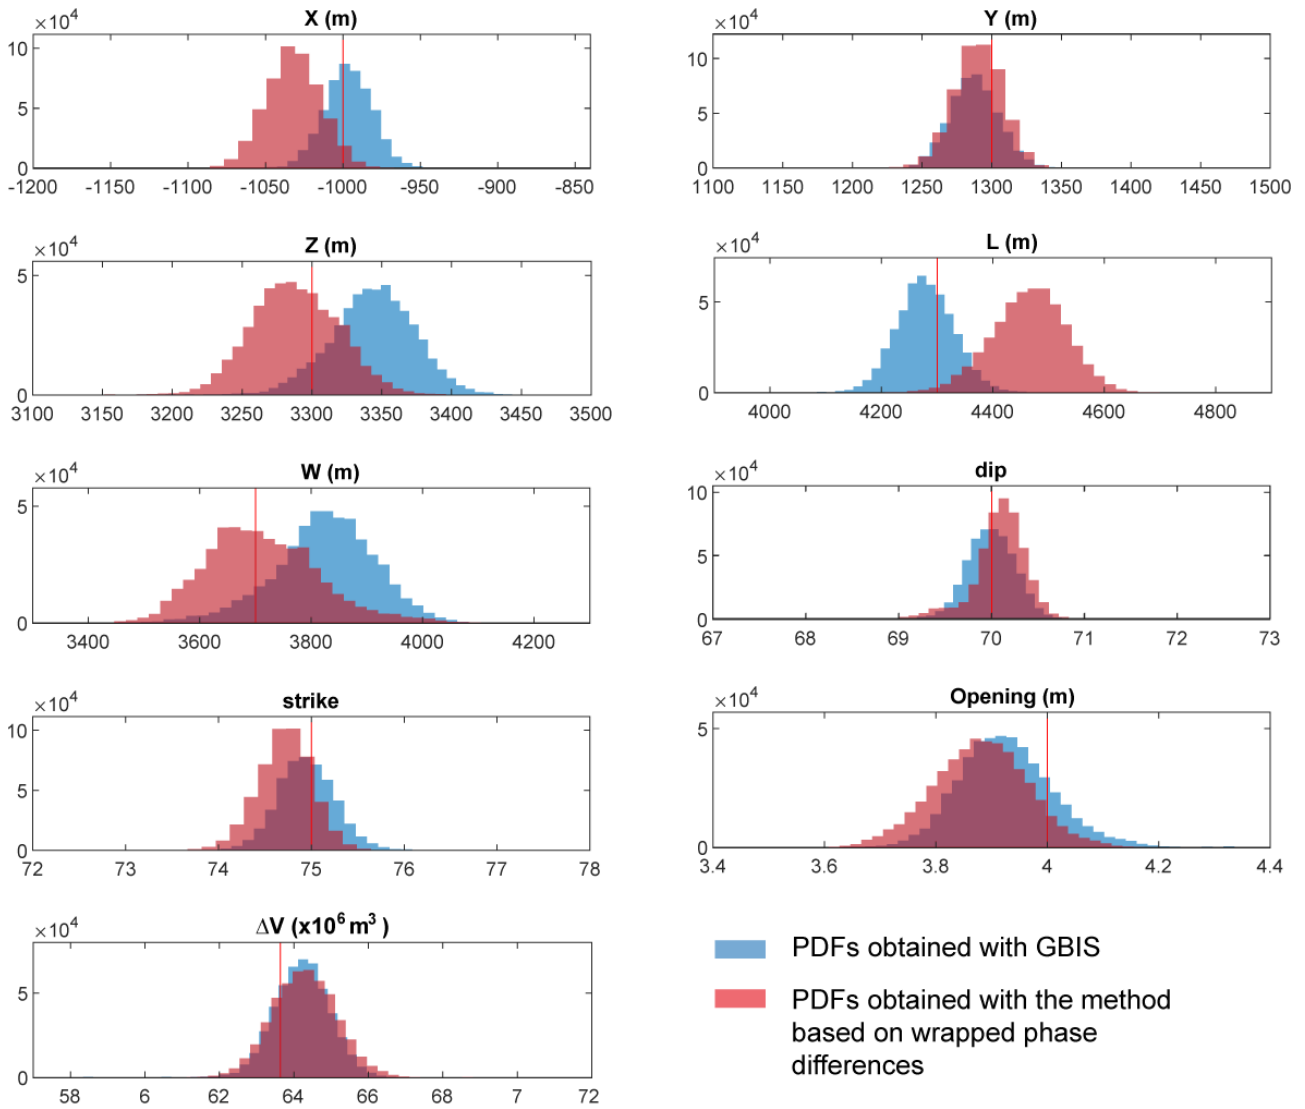 X (m)
×10⁴
10
5
0
-1200 -1150 -1100 -1050 -1000 -950 -900 -850
Y (m)
×10⁴
10
5
0
1100 1150 1200 1250 1300 1350 1400 1450 1500
Z (m)
×10⁴
5
0
3100 3150 3200 3250 3300 3350 3400 3450 3500
L (m)
×10⁴
5
0
4000 4200 4400 4600 4800
W (m)
×10⁴
5
0
3400 3600 3800 4000 4200
dip
×10⁴
10
5
0
67 68 69 70 71 72 73
strike
×10⁴
10
5
0
72 73 74 75 76 77 78
Opening (m)
×10⁴
5
0
3.4 3.6 3.8 4 4.2 4.4
ΔV (x10⁶ m³ )
×10⁴
5
0
58 6 62 64 66 68 7 72
PDFs obtained with GBIS
PDFs obtained with the method
based on wrapped phase
differences